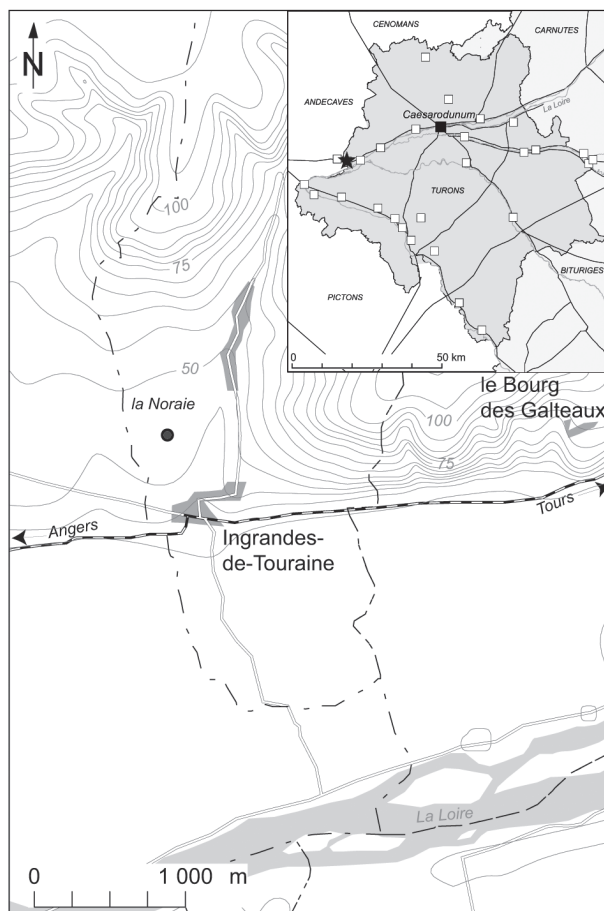 N
CENOMANS
CARNUTES
ANDECAVES
Caesarodunum
La Loire
TURONS
BITURIGES
PICTONS
0 50 km
100
75
50
la Noraie
le Bourg
des Galteaux
100
75
Angers
Tours
Ingrandes-
de-Touraine
La Loire
0 1 000 m